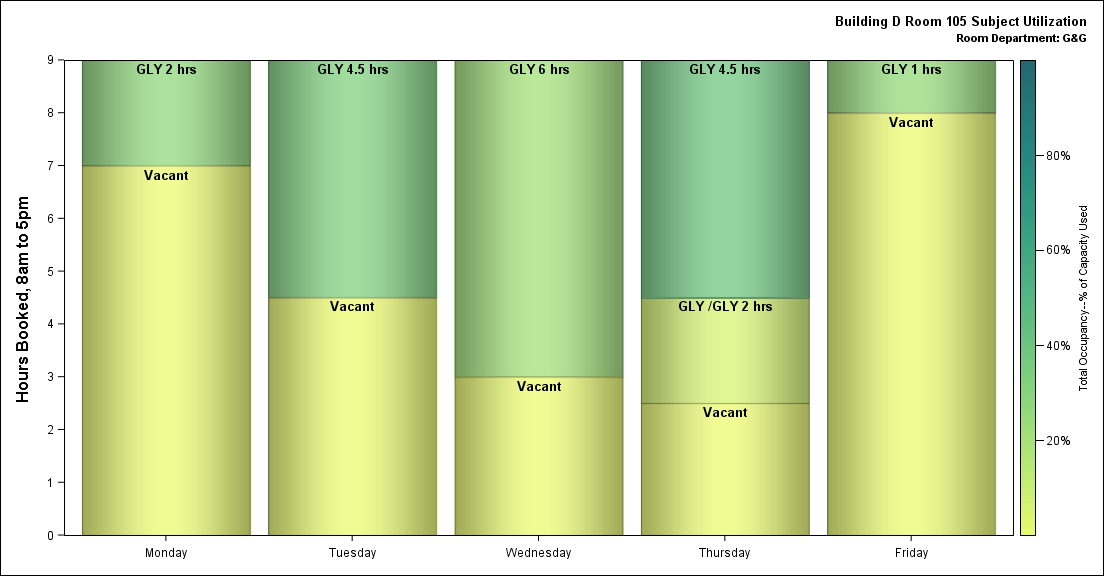 Building D Room 105 Subject Utilization
Room Department: G&G
Hours Booked, 8am to 5pm
9
8
7
6
5
4
3
2
1
0
GLY 2 hrs
Vacant
GLY 4.5 hrs
Vacant
GLY 6 hrs
Vacant
GLY 4.5 hrs
GLY /GLY 2 hrs
Vacant
GLY 1 hrs
Vacant
Monday
Tuesday
Wednesday
Thursday
Friday
80%
60%
40%
20%
Total Occupancy--% of Capacity Used